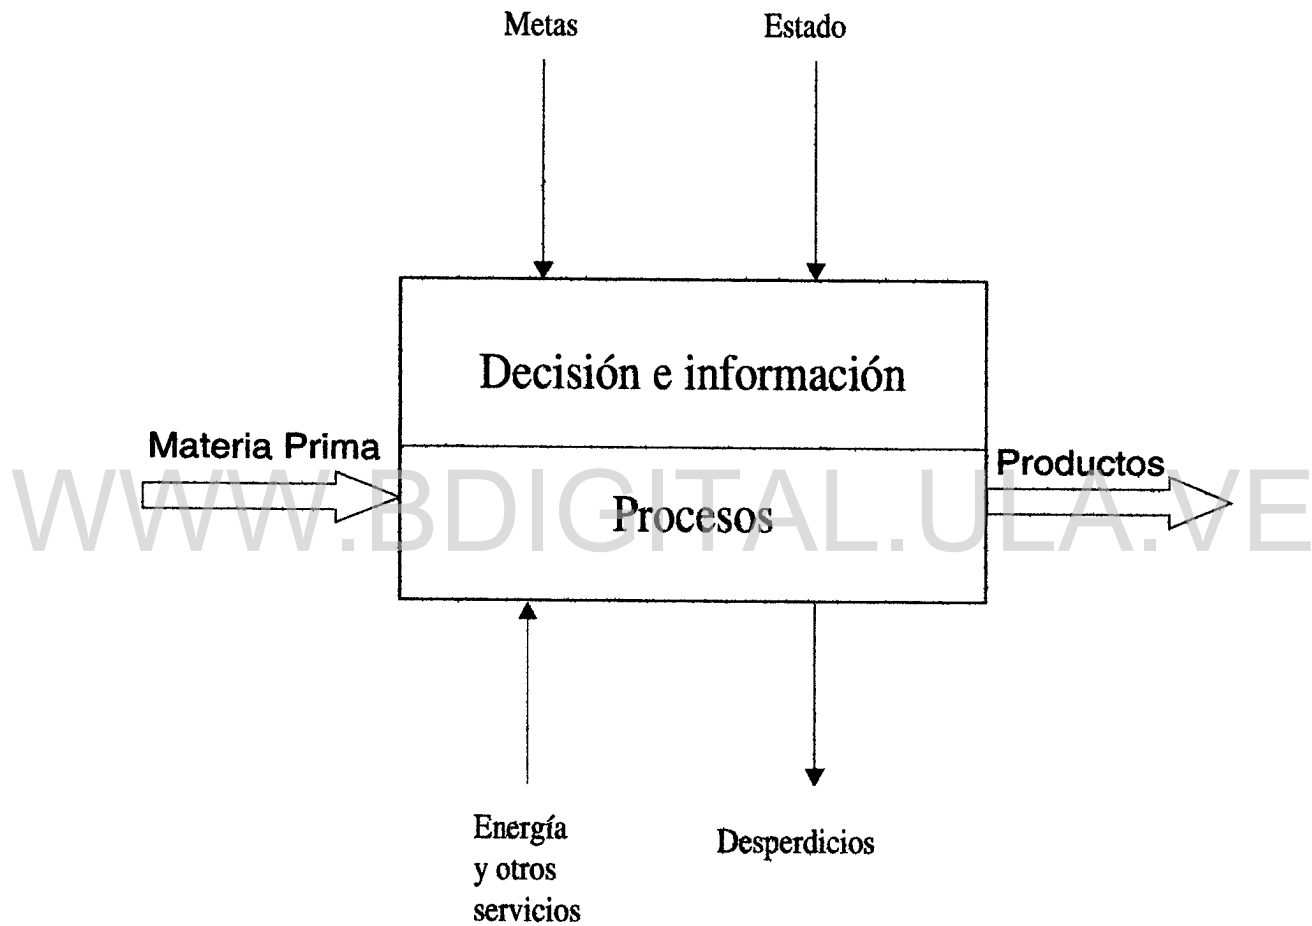 Metas
Estado
Decisión e información
Materia Prima
Productos
WWW.BDIGITAL.ULA.VE
Procesos
Energía
y otros
servicios
Desperdicios